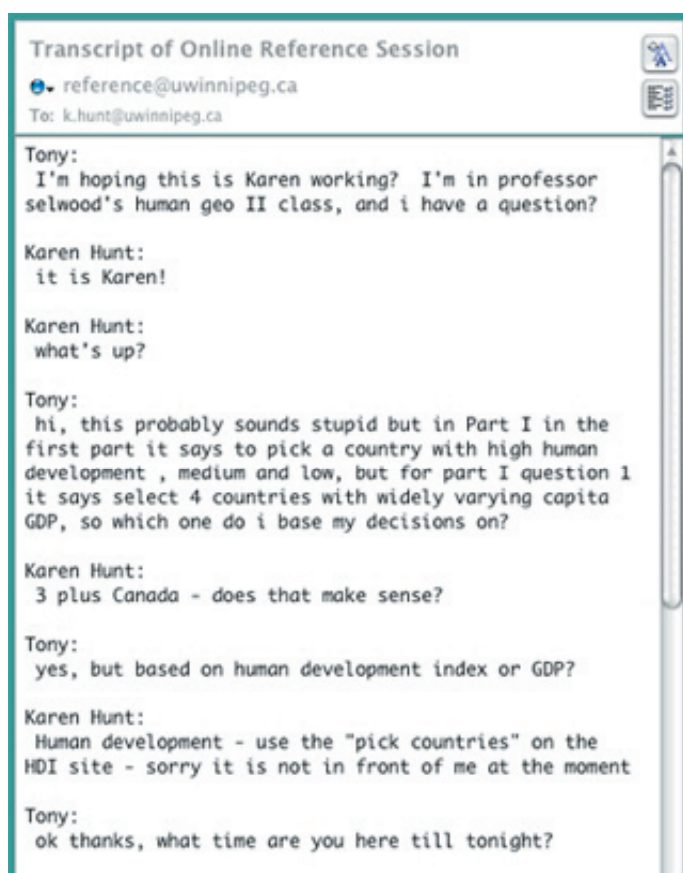 Transcript of Online Reference Session
reference@uwinnipeg.ca
To: k.hunt@uwinnipeg.ca
Tony:
I'm hoping this is Karen working? I'm in professor
selwood's human geo II class, and i have a question?
Karen Hunt:
it is Karen!
Karen Hunt:
what's up?
Tony:
hi, this probably sounds stupid but in Part I in the
first part it says to pick a country with high human
development , medium and low, but for part I question 1
it says select 4 countries with widely varying capita
GDP, so which one do i base my decisions on?
Karen Hunt:
3 plus Canada - does that make sense?
Tony:
yes, but based on human development index or GDP?
Karen Hunt:
Human development - use the "pick countries" on the
HDI site - sorry it is not in front of me at the moment
Tony:
ok thanks, what time are you here till tonight?